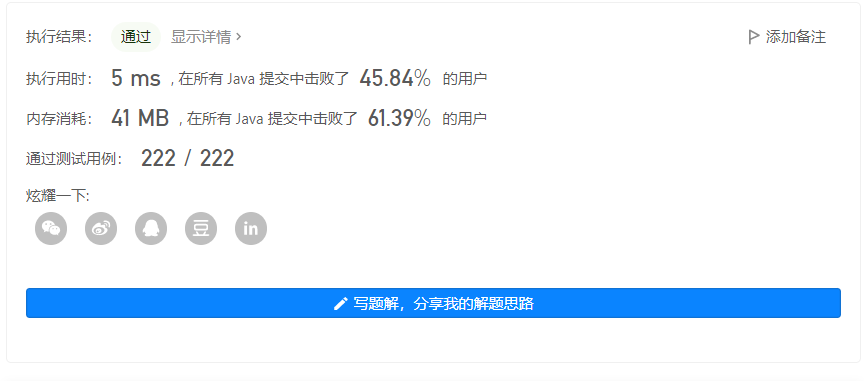 执行结果： 通过 显示详情 › 添加备注
执行用时： 5 ms , 在所有 Java 提交中击败了 45.84% 的用户
内存消耗： 41 MB , 在所有 Java 提交中击败了 61.39% 的用户
通过测试用例： 222 / 222
炫耀一下:
豆 in
写题解，分享我的解题思路